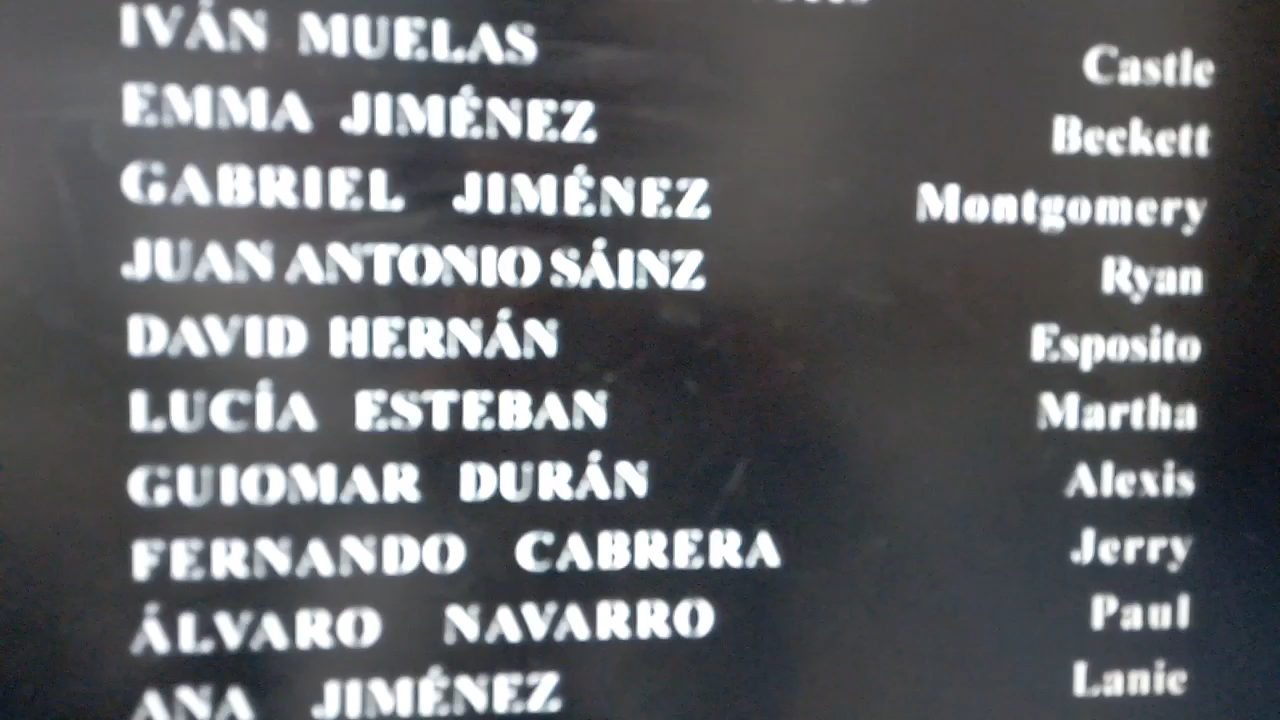 IVÁN MUELAS Castle
EMMA JIMÉNEZ Beckett
GABRIEL JIMÉNEZ Montgomery
JUAN ANTONIO SÁINZ Ryan
DAVID HERNÁN Esposito
LUCÍA ESTEBAN Martha
GUIOMAR DURÁN Alexis
FERNANDO CABRERA Jerry
ÁLVARO NAVARRO Paul
ANA JIMÉNEZ Lanie